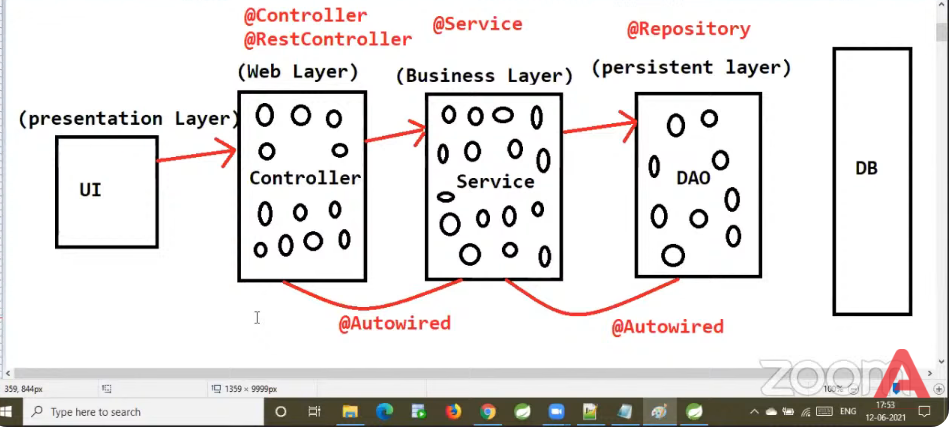 @Controller
@RestController
@Service
@Repository
(Web Layer)
(Business Layer)
(persistent layer)
(presentation Layer)
UI
Controller
Service
DAO
DB
@Autowired
@Autowired
zoom
A
359, 844px
1359 × 9999px
100%
Type here to search
ENG
17:53
12-06-2021